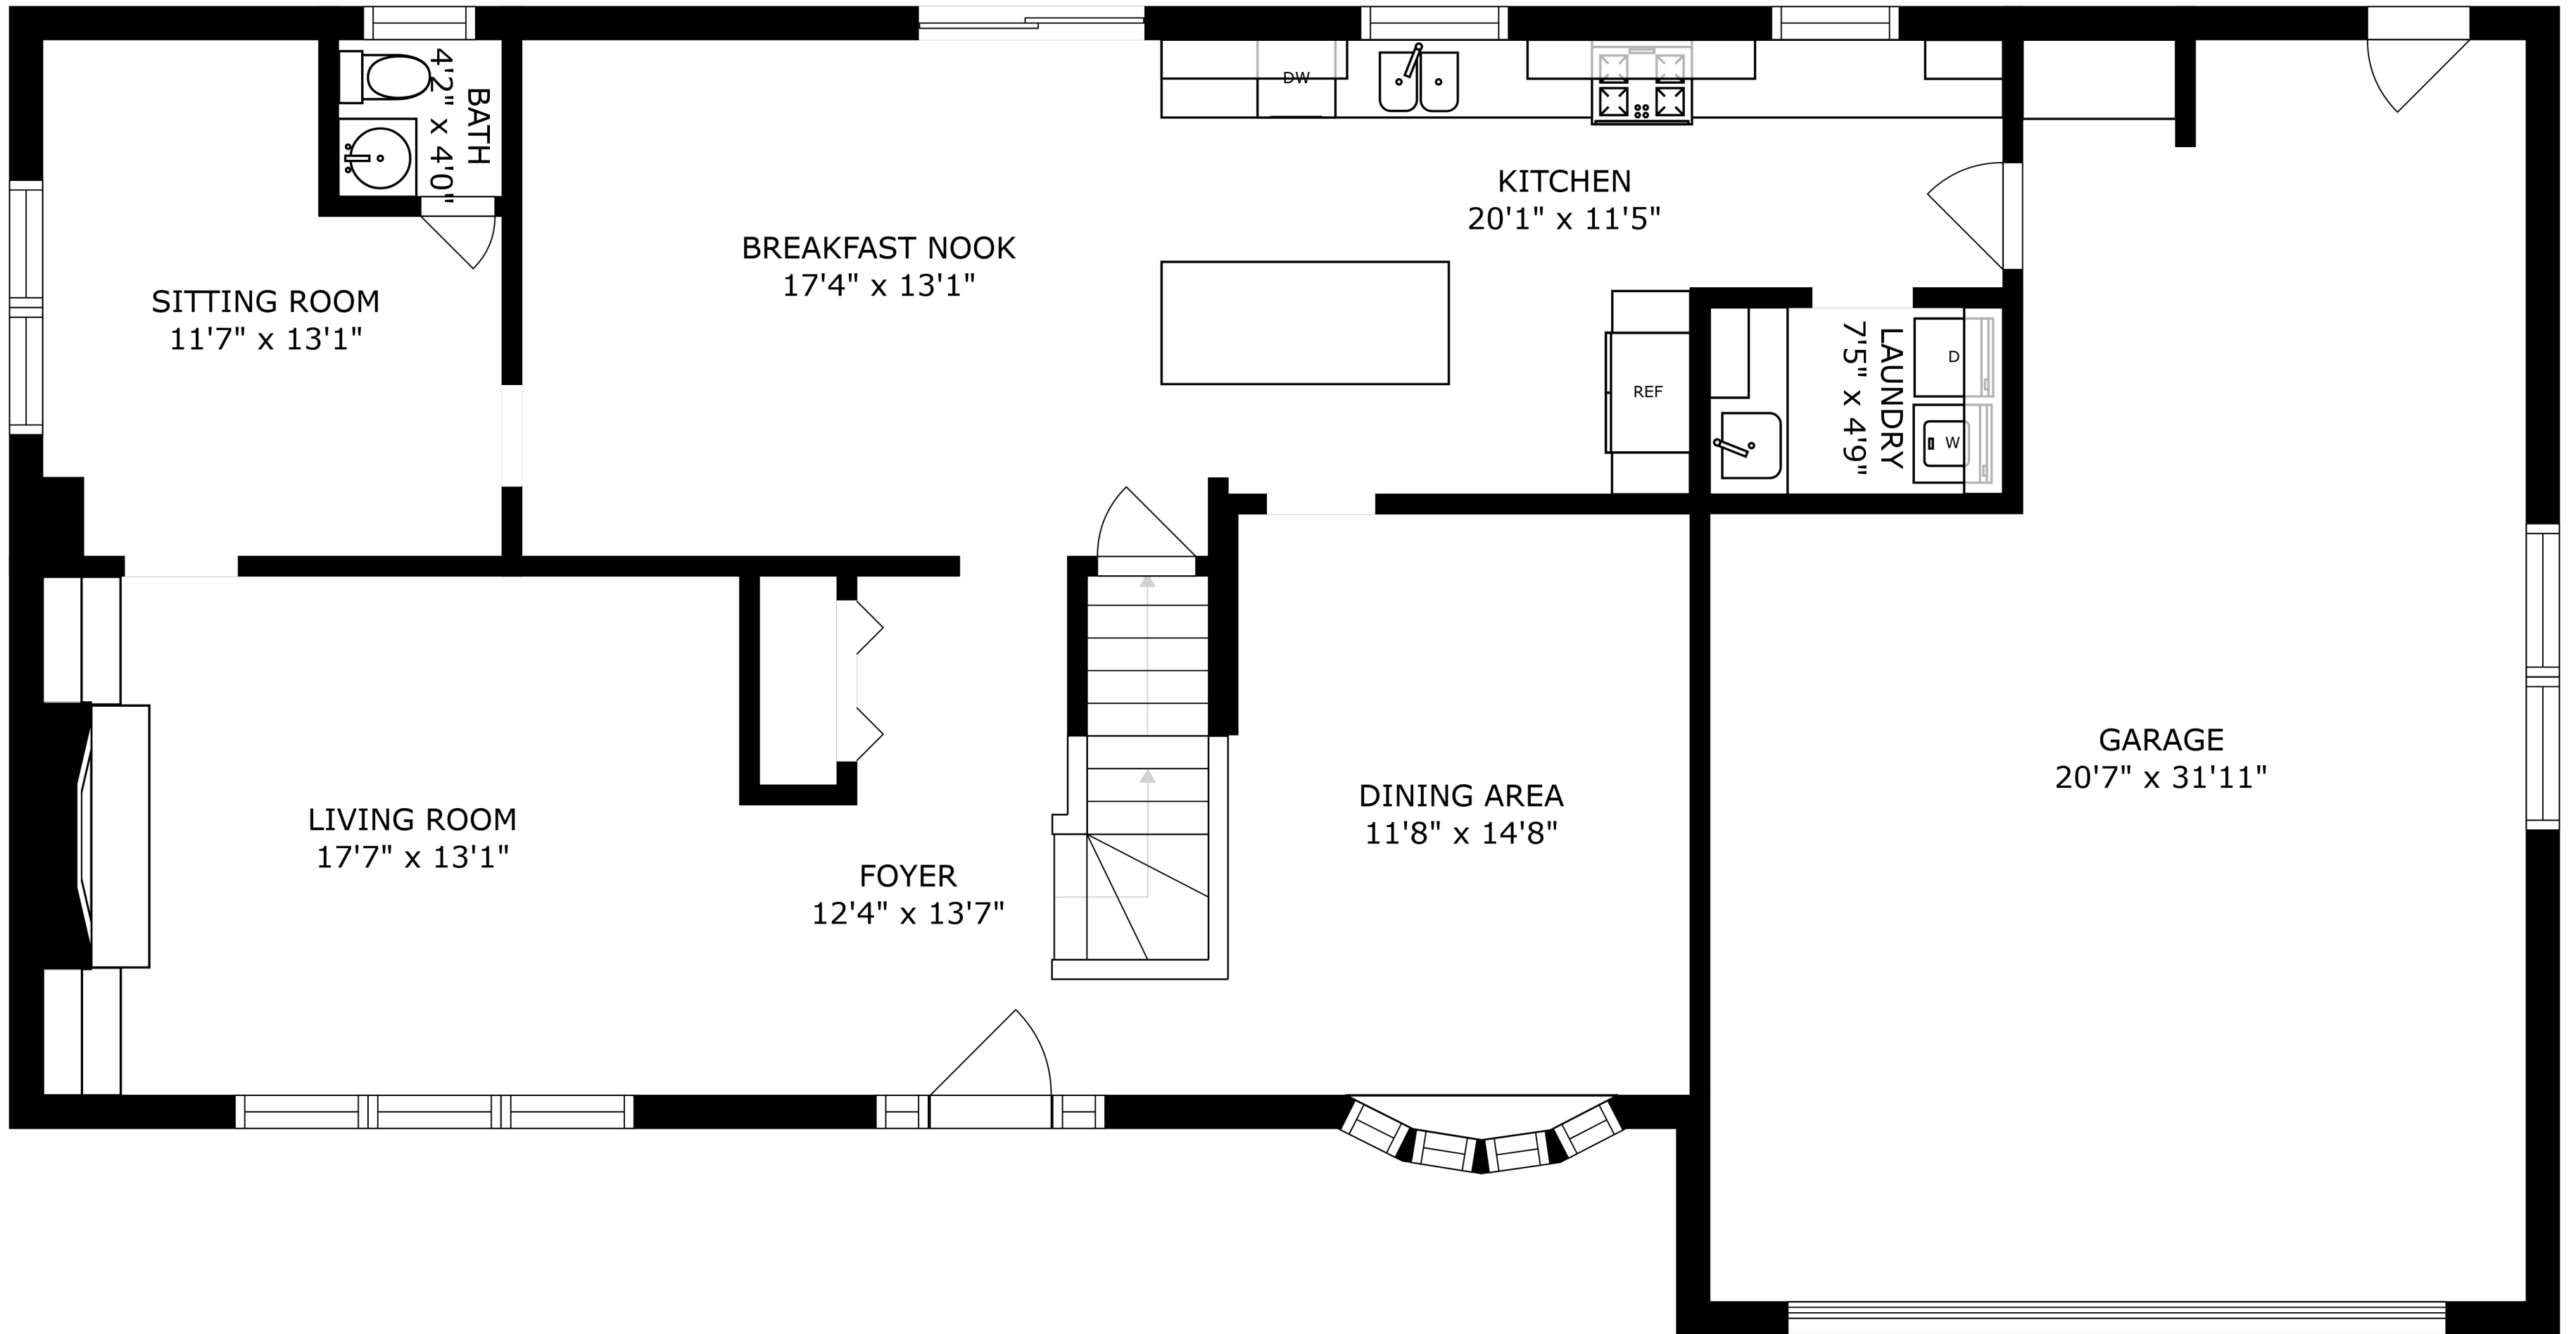 BATH
4'2" x 4'0"
DW
KITCHEN
20'1" x 11'5"
BREAKFAST NOOK
17'4" x 13'1"
SITTING ROOM
11'7" x 13'1"
LAUNDRY
7'5" x 4'9"
D
REF
W
GARAGE
20'7" x 31'11"
DINING AREA
11'8" x 14'8"
LIVING ROOM
17'7" x 13'1"
FOYER
12'4" x 13'7"